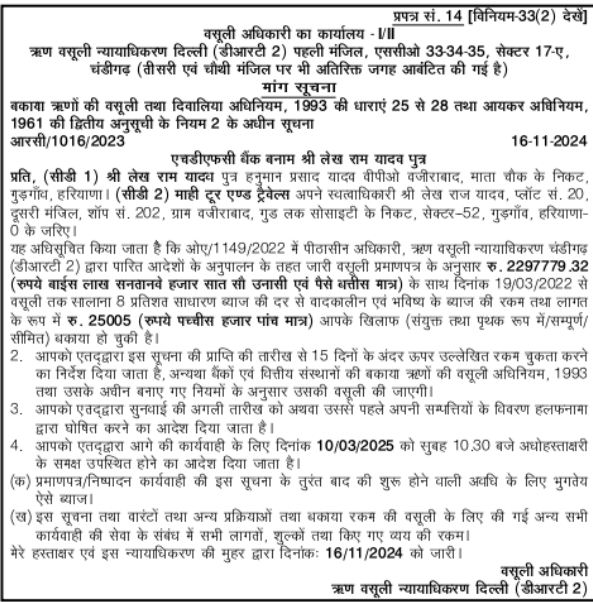 प्रपत्र सं. 14 [विनियम-33(2) देखें]
वसूली अधिकारी का कार्यालय - I/II
ऋण वसूली न्यायाधिकरण दिल्ली (डीआरटी 2) पहली मंजिल, एससीओ 33-34-35, सेक्टर 17-ए,
चंडीगढ़ (तीसरी एवं चौथी मंजिल पर भी अतिरिक्त जगह आबंटित की गई है)
मांग सूचना
बकाया ऋणों की वसूली तथा दिवालिया अधिनियम, 1993 की धाराएं 25 से 28 तथा आयकर अधिनियम,
1961 की द्वितीय अनुसूची के नियम 2 के अधीन सूचना
आरसी/1016/2023 16-11-2024
एचडीएफसी बैंक बनाम श्री लेख राम यादव पुत्र
प्रति, (सीडी 1) श्री लेख राम यादव पुत्र हनुमान प्रसाद यादव वीपीओ वजीराबाद, माता चौक के निकट,
गुड़गाँव, हरियाणा। (सीडी 2) माही टूर एण्ड ट्रैवेल्स अपने स्वत्वाधिकारी श्री लेख राज यादव, प्लॉट सं. 20,
दूसरी मंजिल, शॉप सं. 202, ग्राम वजीराबाद, गुड लक सोसाइटी के निकट, सेक्टर-52, गुड़गाँव, हरियाणा-
0 के जरिए।
यह अधिसूचित किया जाता है कि ओए/1149/2022 में पीठासीन अधिकारी, ऋण वसूली न्यायाधिकरण चंडीगढ़
(डीआरटी 2) द्वारा पारित आदेशों के अनुपालन के तहत जारी वसूली प्रमाणपत्र के अनुसार रु. 2297779.32
(रुपये बाईस लाख सनतानवे हजार सात सौ उनासी एवं पैसे बत्तीस मात्र) के साथ दिनांक 19/03/2022 से
वसूली तक सालाना 8 प्रतिशत साधारण ब्याज की दर से वादकालीन एवं भविष्य के ब्याज की रकम तथा लागत
के रूप में रु. 25005 (रुपये पच्चीस हजार पांच मात्र) आपके खिलाफ (संयुक्त तथा पृथक रूप में/सम्पूर्ण/
सीमित) बकाया हो चुकी है।
2. आपको एतद्द्वारा इस सूचना की प्राप्ति की तारीख से 15 दिनों के अंदर ऊपर उल्लेखित रकम चुकता करने
का निर्देश दिया जाता है, अन्यथा बैंकों एवं वित्तीय संस्थानों की बकाया ऋणों की वसूली अधिनियम, 1993
तथा उसके अधीन बनाए गए नियमों के अनुसार उसकी वसूली की जाएगी।
3. आपको एतद्द्वारा सुनवाई की अगली तारीख को अथवा उससे पहले अपनी सम्पत्तियों के विवरण हलफनामा
द्वारा घोषित करने का आदेश दिया जाता है।
4. आपको एतद्द्वारा आगे की कार्यवाही के लिए दिनांक 10/03/2025 को सुबह 10.30 बजे अधोहस्ताक्षरी
के समक्ष उपस्थित होने का आदेश दिया जाता है।
(क) प्रमाणपत्र/निष्पादन कार्यवाही की इस सूचना के तुरंत बाद की शुरू होने वाली अवधि के लिए भुगतेय
ऐसे ब्याज।
(ख) इस सूचना तथा वारंटों तथा अन्य प्रक्रियाओं तथा बकाया रकम की वसूली के लिए की गई अन्य सभी
कार्यवाही की सेवा के संबंध में सभी लागतों, शुल्कों तथा किए गए व्यय की रकम।
मेरे हस्ताक्षर एवं इस न्यायाधिकरण की मुहर द्वारा दिनांकः 16/11/2024 को जारी।
वसूली अधिकारी
ऋण वसूली न्यायाधिकरण दिल्ली (डीआरटी 2)